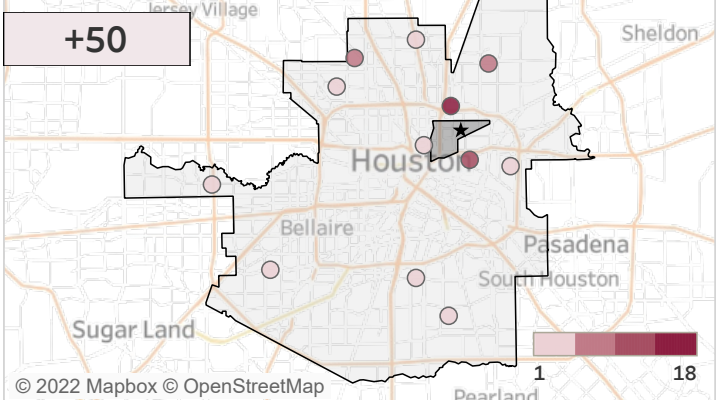 Jersey Village
+50
Sheldon
Houston
Bellaire
Pasadena
South Houston
Sugar Land
1 18
© 2022 Mapbox © OpenStreetMap
Pearland